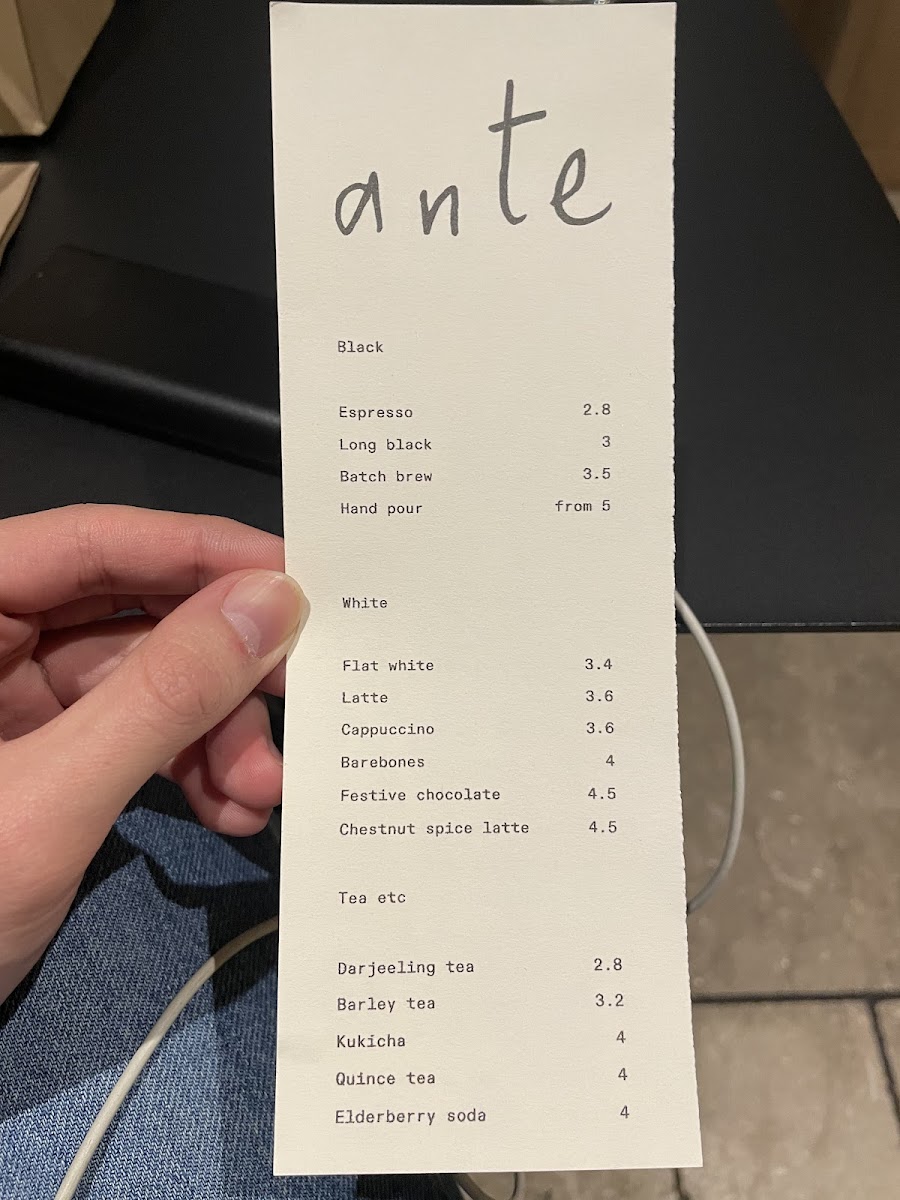 ante
Black
Espresso 2.8
Long black 3
Batch brew 3.5
Hand pour from 5
White
Flat white 3.4
Latte 3.6
Cappuccino 3.6
Barebones 4
Festive chocolate 4.5
Chestnut spice latte 4.5
Tea etc
Darjeeling tea 2.8
Barley tea 3.2
Kukicha 4
Quince tea 4
Elderberry soda 4